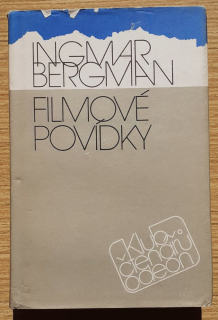 INGMAR
BERGMAN
FILMOVÉ
POVÍDKY
klub
čtenářů
odeon